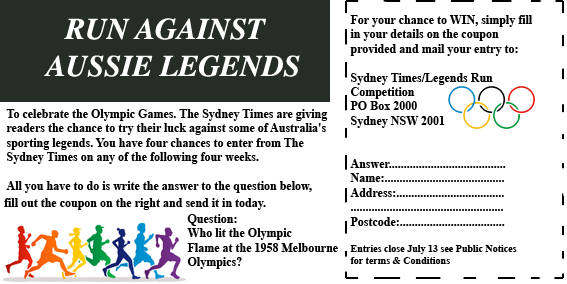 RUN AGAINST
AUSSIE LEGENDS
To celebrate the Olympic Games. The Sydney Times are giving
readers the chance to try their luck against some of Australia's
sporting legends. You have four chances to enter from The
Sydney Times on any of the following four weeks.
All you have to do is write the answer to the question below,
fill out the coupon on the right and send it in today.
Question:
Who lit the Olympic
Flame at the 1958 Melbourne
Olympics?
For your chance to WIN, simply fill
in your details on the coupon
provided and mail your entry to:
Sydney Times/Legends Run
Competition
PO Box 2000
Sydney NSW 2001
Answer...................................
Name:....................................
Address:................................
..............................................
Postcode:...............................
Entries close July 13 see Public Notices
for terms & Conditions